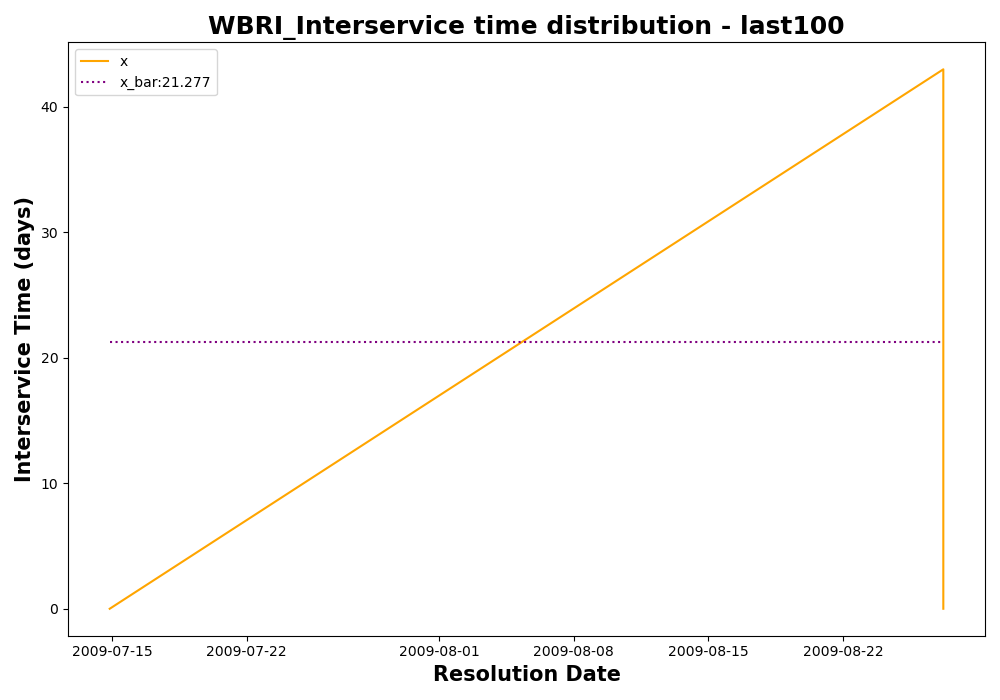 WBRI_Interservice time distribution - last100
x
x_bar:21.277
Interservice Time (days)
40
30
20
10
0
2009-07-15 2009-07-22 2009-08-01 2009-08-08 2009-08-15 2009-08-22
Resolution Date